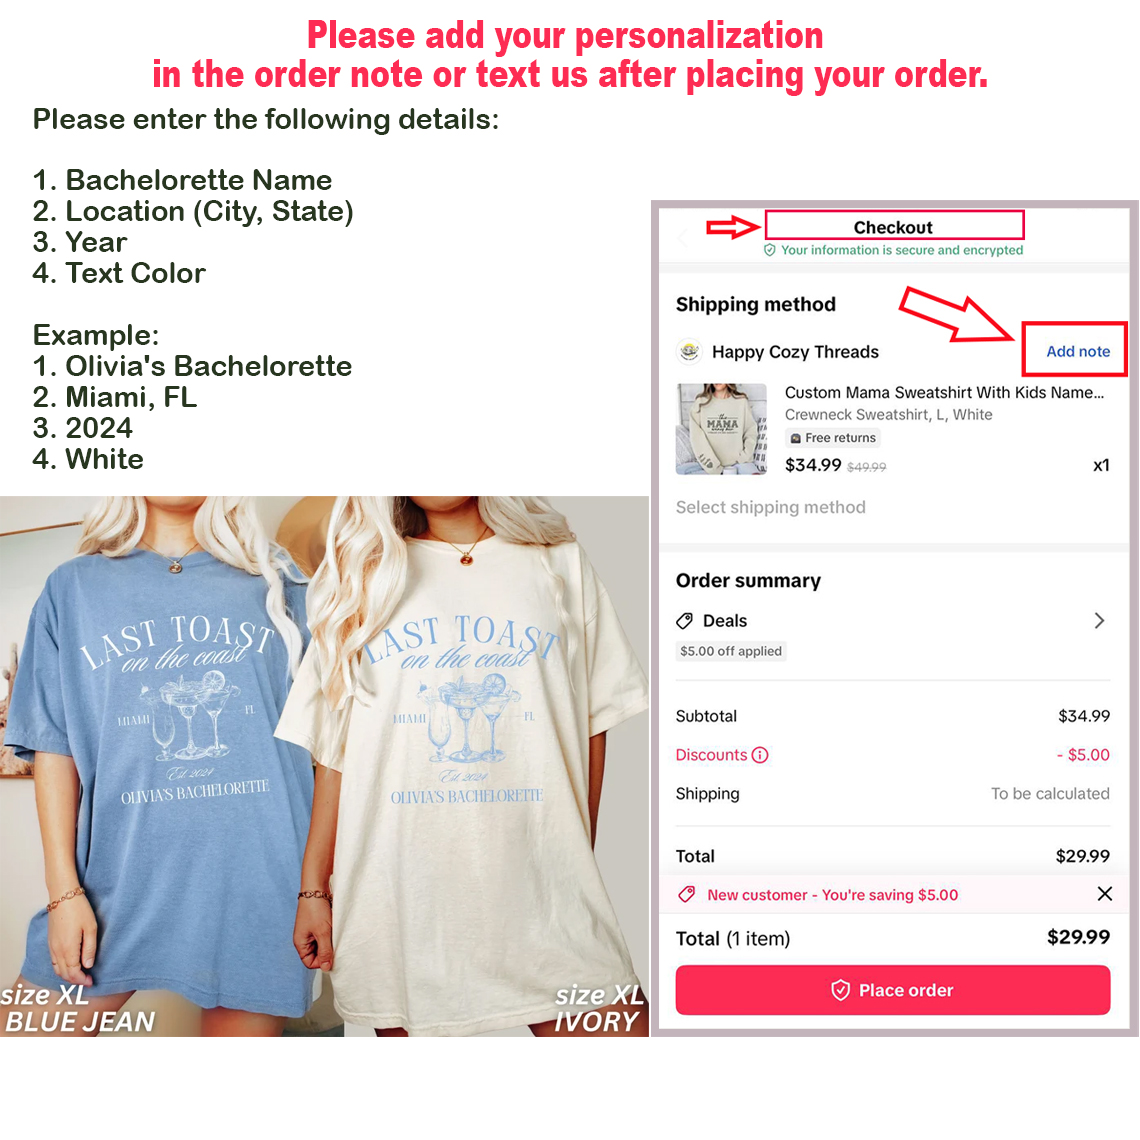 Please add your personalization
in the order note or text us after placing your order.
Please enter the following details:
1. Bachelorette Name
2. Location (City, State)
3. Year
4. Text Color
Example:
1. Olivia's Bachelorette
2. Miami, FL
3. 2024
4. White
LAST TOAST
on the coast
MIAMI FL
Est 2024
OLIVIA'S BACHELORETTE
size XL
BLUE JEAN
LAST TOAST
on the coast
MIAMI FL
Est 2024
OLIVIA'S BACHELORETTE
size XL
IVORY
Checkout
Your information is secure and encrypted
Shipping method
Happy Cozy Threads
Add note
Custom Mama Sweatshirt With Kids Name...
Crewneck Sweatshirt, L, White
MAMA
Free returns
$34.99 $49.99 x1
Select shipping method
Order summary
Deals
$5.00 off applied
Subtotal $34.99
Discounts - $5.00
Shipping To be calculated
Total $29.99
New customer - You're saving $5.00
Total (1 item) $29.99
Place order